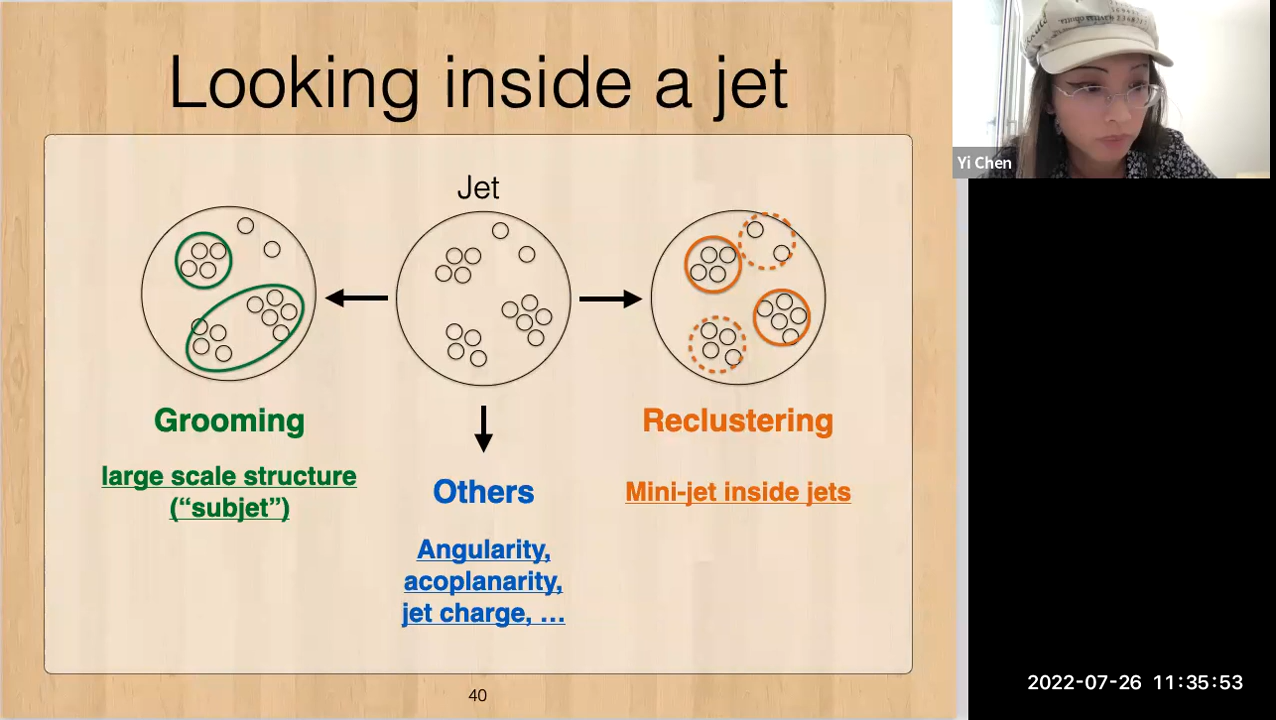 Looking inside a jet
Jet
Grooming
large scale structure
(“subjet”)
Others
Angularity,
acoplanarity,
jet charge, …
Reclustering
Mini-jet inside jets
40
Yi Chen
2022-07-26 11:35:53